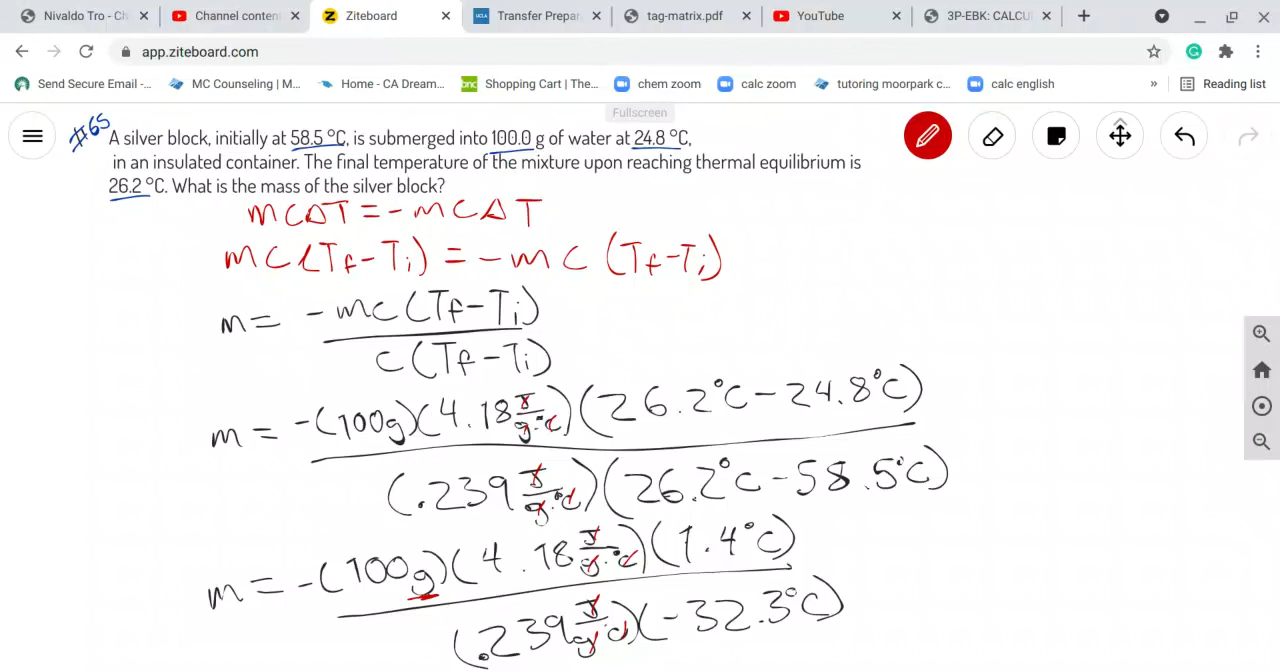 Nivaldo Tro - Ch
Channel content
Ziteboard
Transfer Prepar
tag-matrix.pdf
YouTube
3P-EBK: CALCU
app.ziteboard.com
Send Secure Email -...
MC Counseling | M...
Home - CA Dream...
bnc
Shopping Cart | The...
chem zoom
calc zoom
tutoring moorpark c...
calc english
»
Reading list
Fullscreen
#65
A silver block, initially at 58.5 °C, is submerged into 100.0 g of water at 24.8 °C,
in an insulated container. The final temperature of the mixture upon reaching thermal equilibrium is
26.2 °C. What is the mass of the silver block?
mCΔT = -mCΔT
mC(Tf-Ti) = -mC(Tf-Ti)
m = -mc(Tf-Ti)
c(Tf-Ti)
m = -(100g)(4.18 J/g·°C)(26.2°C-24.8°C)
(.239 J/g·°C)(26.2°C-58.5°C)
m = -(100g)(4.18 J/g·°C)(1.4°C)
(.239 J/g·°C)(-32.3°C)